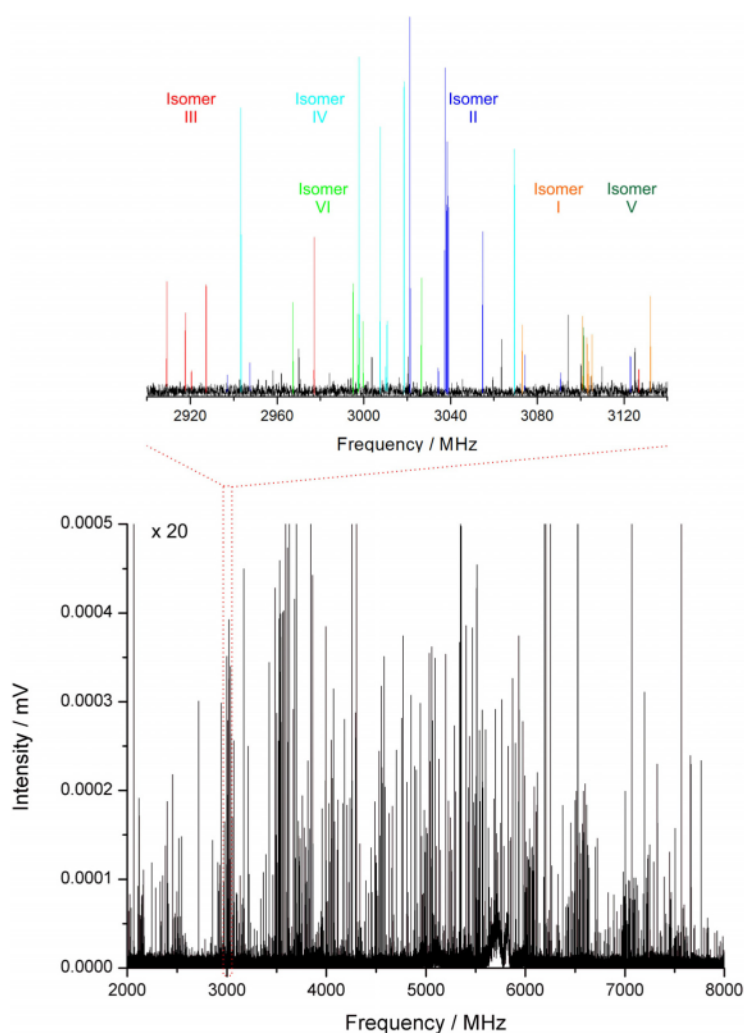 Isomer
III
Isomer
IV
Isomer
II
Isomer
VI
Isomer
I
Isomer
V
2920 2960 3000 3040 3080 3120
Frequency / MHz
x 20
0.0005
0.0004
0.0003
0.0002
0.0001
0.0000
Intensity / mV
2000 3000 4000 5000 6000 7000 8000
Frequency / MHz